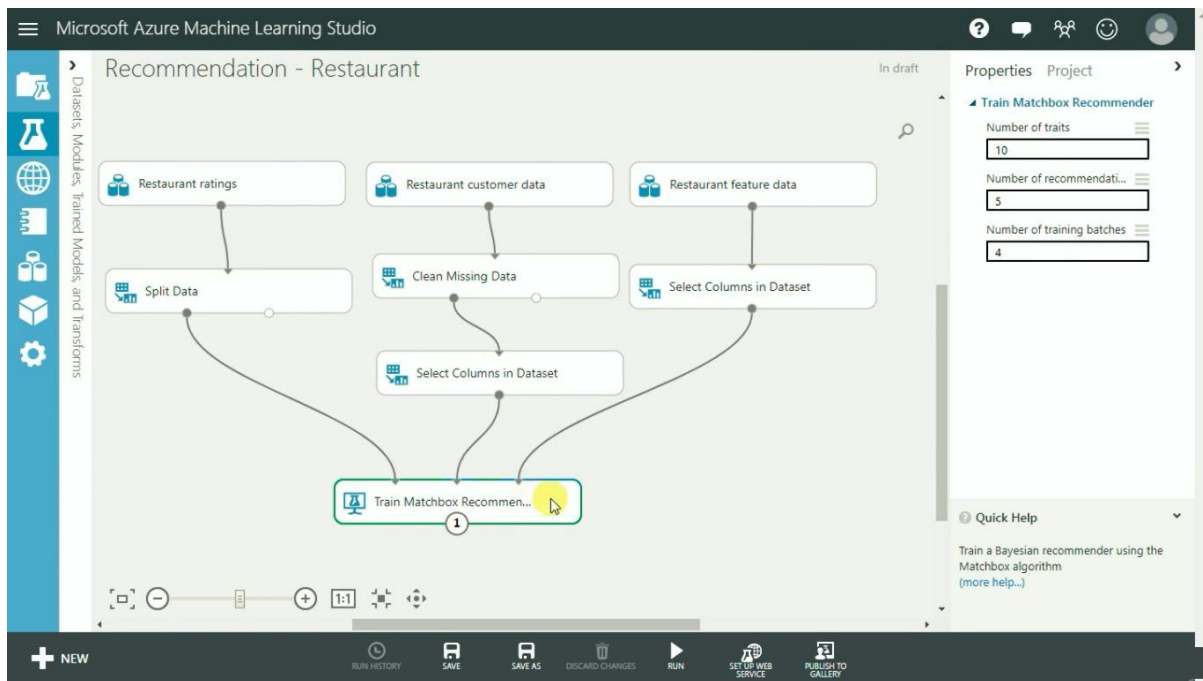 Microsoft Azure Machine Learning Studio
?
Datasets, Modules, Trained Models, and Transforms
Recommendation - Restaurant
In draft
Restaurant ratings
Restaurant customer data
Restaurant feature data
Split Data
Clean Missing Data
Select Columns in Dataset
Select Columns in Dataset
Train Matchbox Recommen...
1
1:1
Properties Project
Train Matchbox Recommender
Number of traits
10
Number of recommendati...
5
Number of training batches
4
? Quick Help
Train a Bayesian recommender using the
Matchbox algorithm
(more help...)
NEW
RUN HISTORY
SAVE
SAVE AS
DISCARD CHANGES
RUN
SET UP WEB
SERVICE
PUBLISH TO
GALLERY